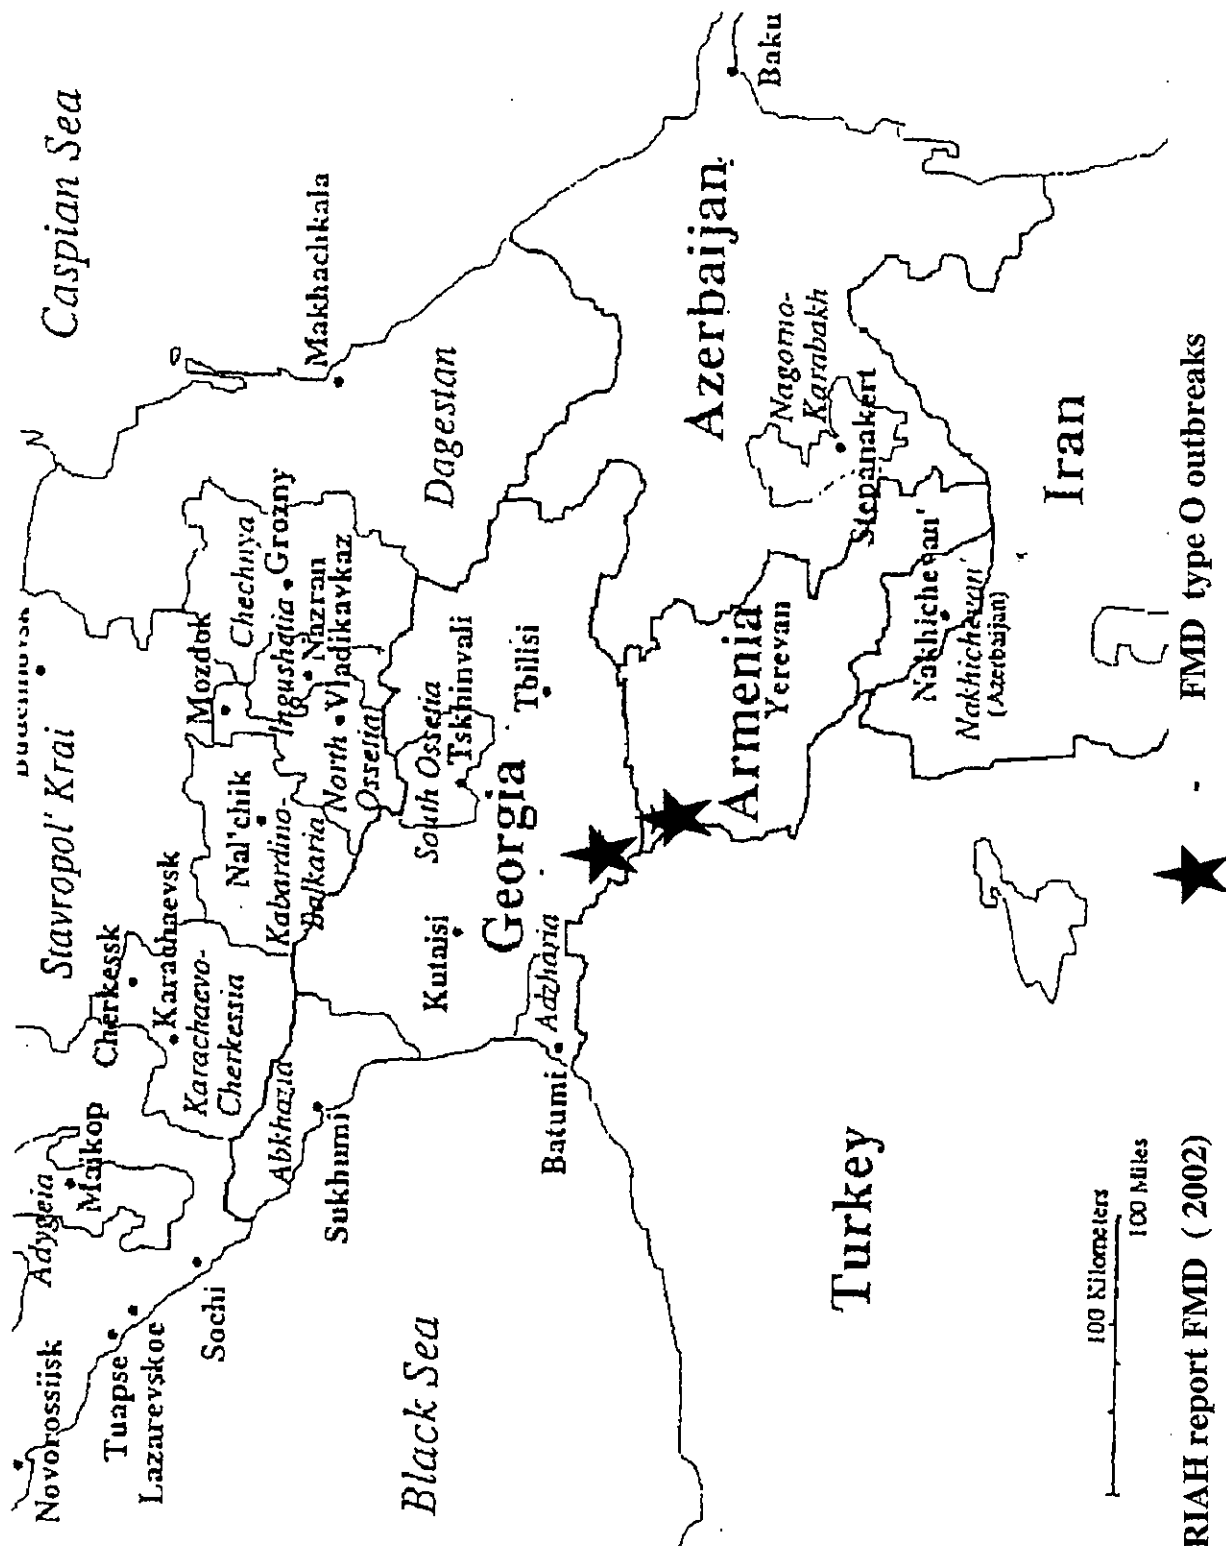 Novorossiisk
Tuapse
Lazarevskoe
Sochi
Adygeia
Maikop
Cherkessk
Karachaevsk
Karachaevo-
Cherkessia
Stavropol' Krai
Caspian Sea
Makhachkala
Mozdok
Nal'chik
Kabardino-
Balkaria
North
Ossetia
Chechnya
Ingushetia
Grozny
Nazran
Vladikavkaz
Dagestan
Abkhazia
Sukhumi
South Ossetia
Tskhinvali
Kutaisi
Georgia
Tbilisi
Batumi
Adzharia
Black Sea
Azerbaijan
Baku
Nagorno-
Karabakh
Stepanakert
Armenia
Yerevan
Nakhichevan'
Nakhichevan'
(Azerbaijan)
Turkey
Iran
100 Kilometers
100 Miles
RIAH report FMD (2002)
- FMD type O outbreaks